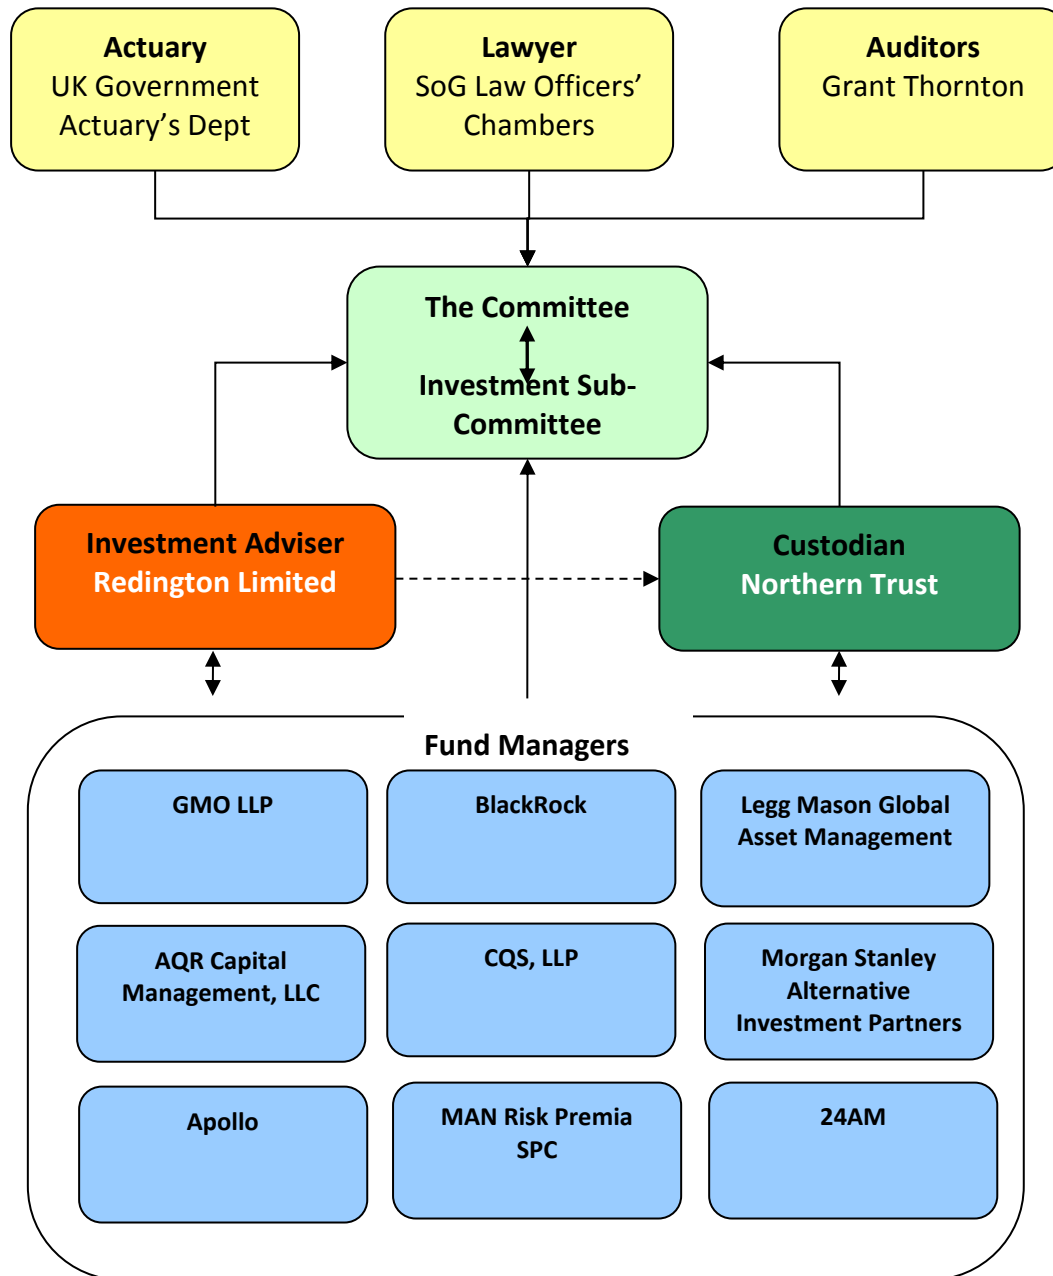 Actuary
UK Government
Actuary’s Dept
Lawyer
SoG Law Officers’
Chambers
Auditors
Grant Thornton
The Committee
Investment Sub-
Committee
Investment Adviser
Redington Limited
Custodian
Northern Trust
Fund Managers
GMO LLP
BlackRock
Legg Mason Global
Asset Management
AQR Capital
Management, LLC
CQS, LLP
Morgan Stanley
Alternative
Investment Partners
Apollo
MAN Risk Premia
SPC
24AM